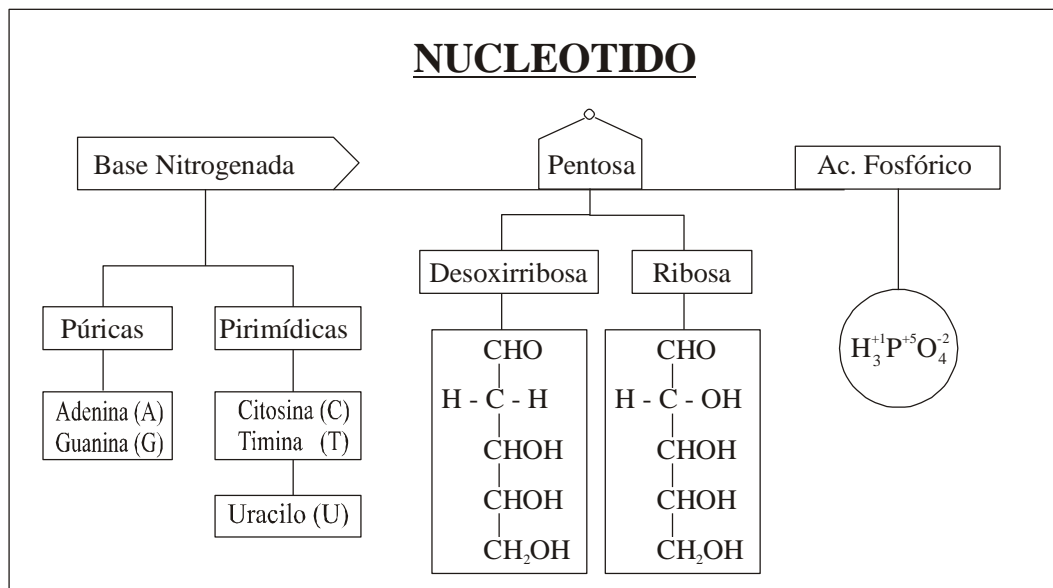 NUCLEOTIDO
Base Nitrogenada
Pentosa
Ac. Fosfórico
Desoxirribosa
Ribosa
Púricas
Pirimídicas
Adenina (A)
Guanina (G)
Citosina (C)
Timina (T)
Uracilo (U)
CHO
H - C - H
CHOH
CHOH
CH₂OH
CHO
H - C - OH
CHOH
CHOH
CH₂OH
H₃⁺¹P⁺⁵O₄⁻²